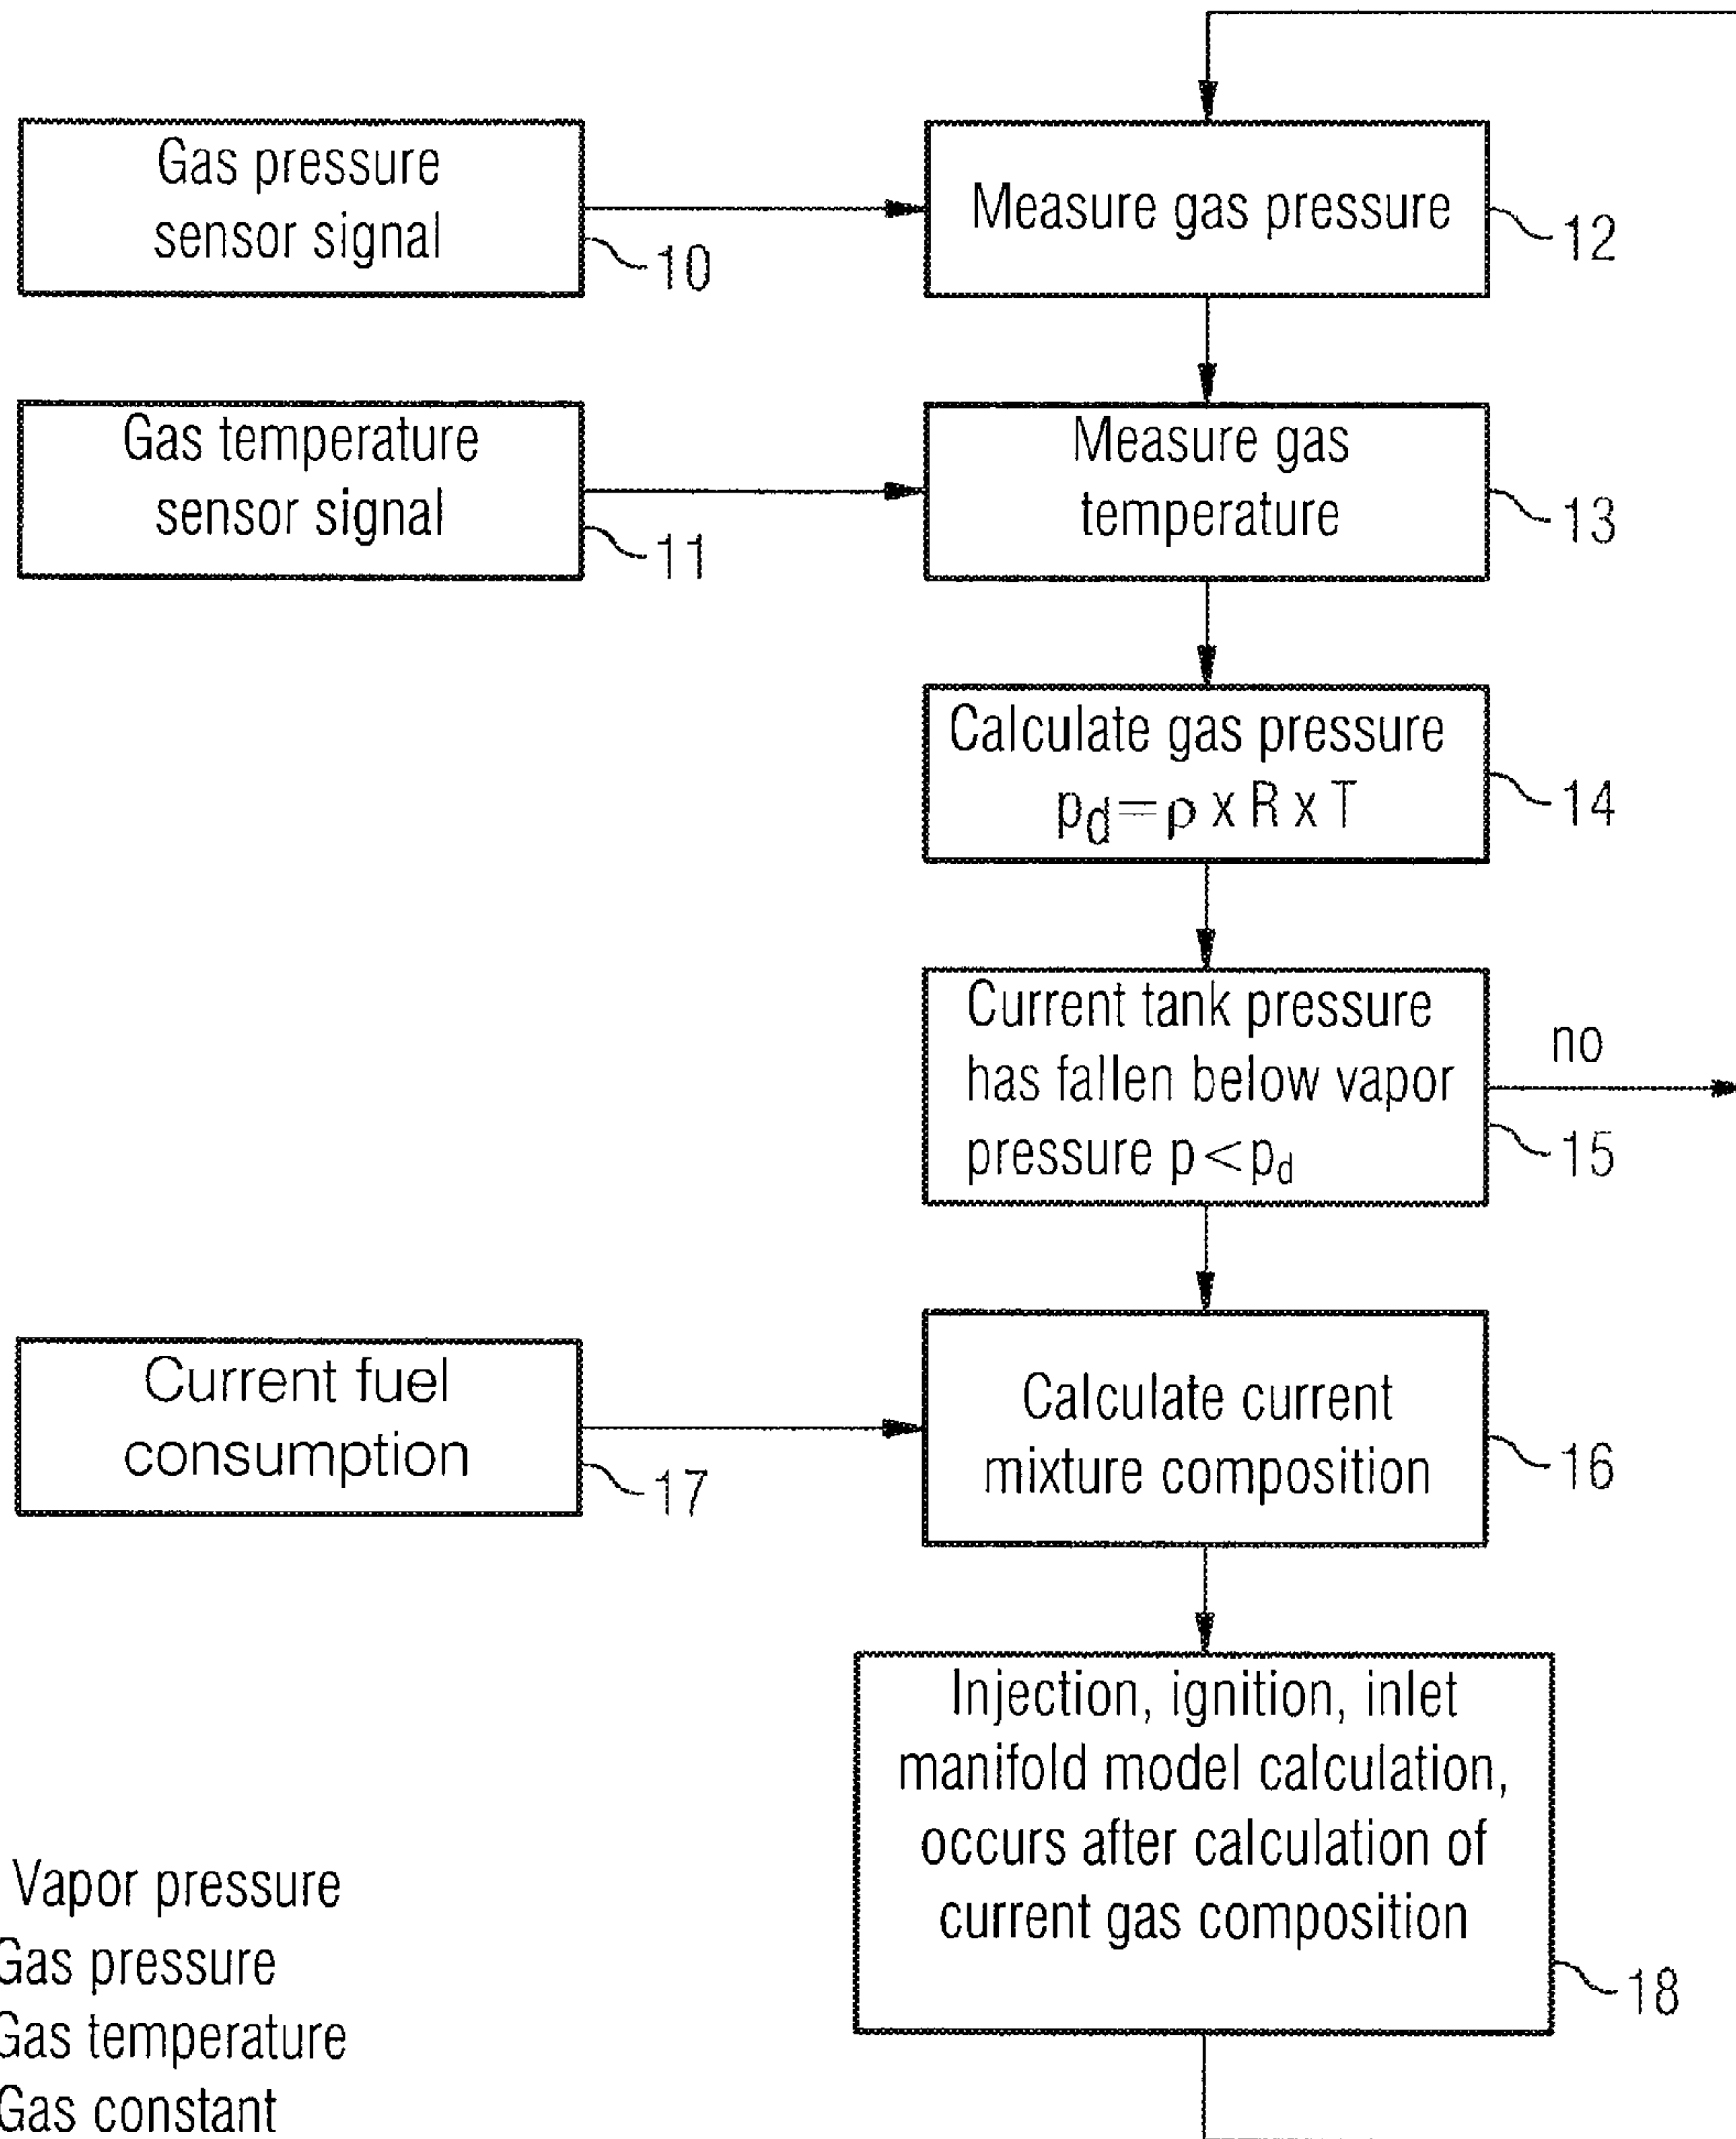 Gas pressure
sensor signal
10
Measure gas pressure
12
Gas temperature
sensor signal
11
Measure gas
temperature
13
Calculate gas pressure
p_d = ρ x R x T
14
Current tank pressure
has fallen below vapor
pressure p < p_d
15
no
Current fuel
consumption
17
Calculate current
mixture composition
16
Injection, ignition, inlet
manifold model calculation,
occurs after calculation of
current gas composition
18
Vapor pressure
Gas pressure
Gas temperature
Gas constant